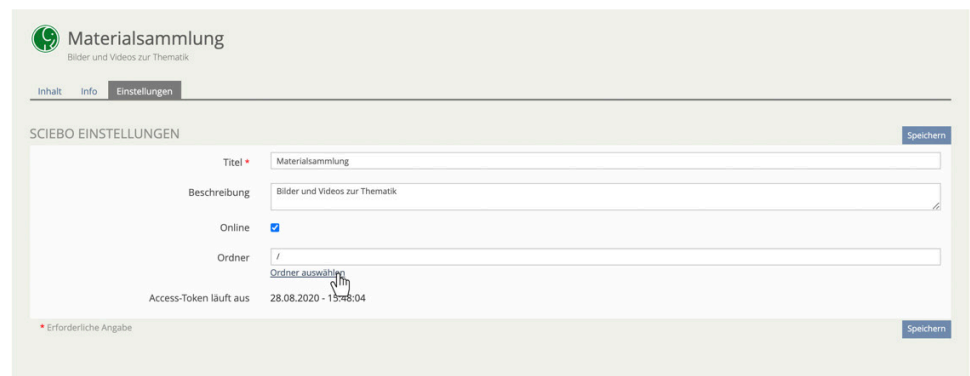 Materialsammlung
Bilder und Videos zur Thematik
Inhalt Info Einstellungen
SCIEBO EINSTELLUNGEN Speichern
Titel * Materialsammlung
Beschreibung Bilder und Videos zur Thematik
Online
Ordner /
Ordner auswählen
Access-Token läuft aus 28.08.2020 - 15:48:04
* Erforderliche Angabe Speichern